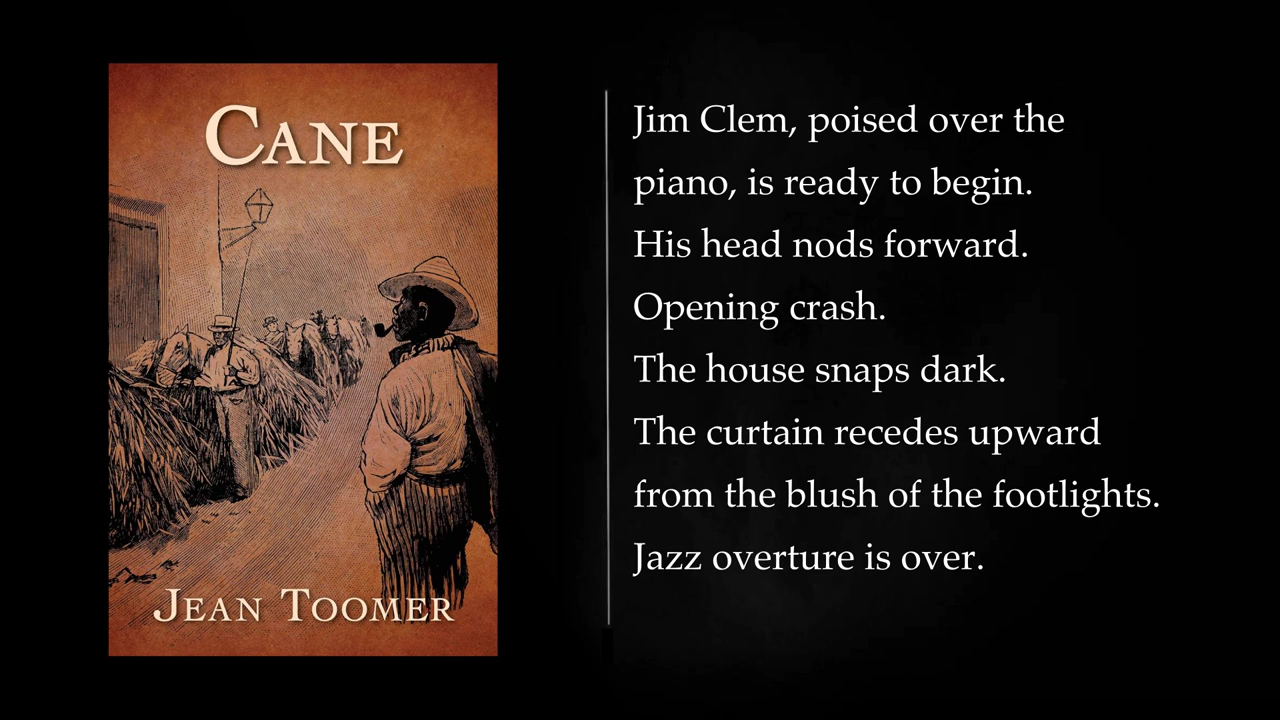 CANE
JEAN TOOMER
Jim Clem, poised over the
piano, is ready to begin.
His head nods forward.
Opening crash.
The house snaps dark.
The curtain recedes upward
from the blush of the footlights.
Jazz overture is over.